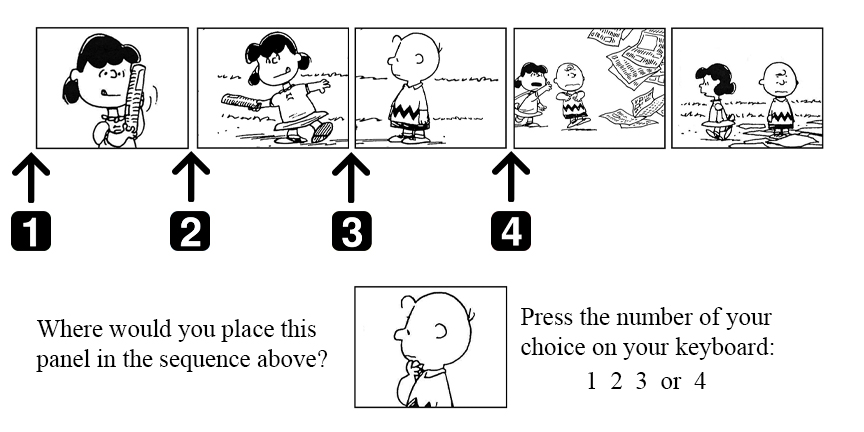 1
2
3
4
Where would you place this
panel in the sequence above?
Press the number of your
choice on your keyboard:
1 2 3 or 4